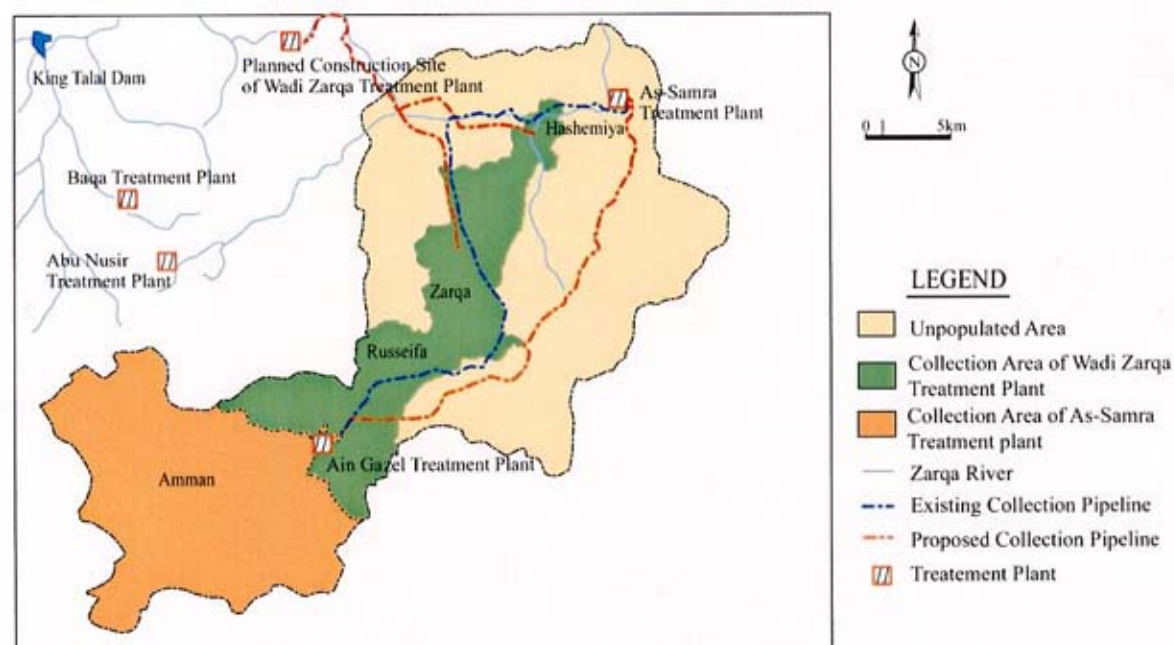 King Talal Dam
Planned Construction Site
of Wadi Zarqa Treatment Plant
As-Samra
Treatment Plant
Hashemiya
Baqa Treatment Plant
Abu Nusir
Treatment Plant
Zarqa
Russeifa
Ain Gazel Treatment Plant
Amman
N
0
5km
LEGEND
Unpopulated Area
Collection Area of Wadi Zarqa
Treatment Plant
Collection Area of As-Samra
Treatment plant
Zarqa River
Existing Collection Pipeline
Proposed Collection Pipeline
Treatement Plant